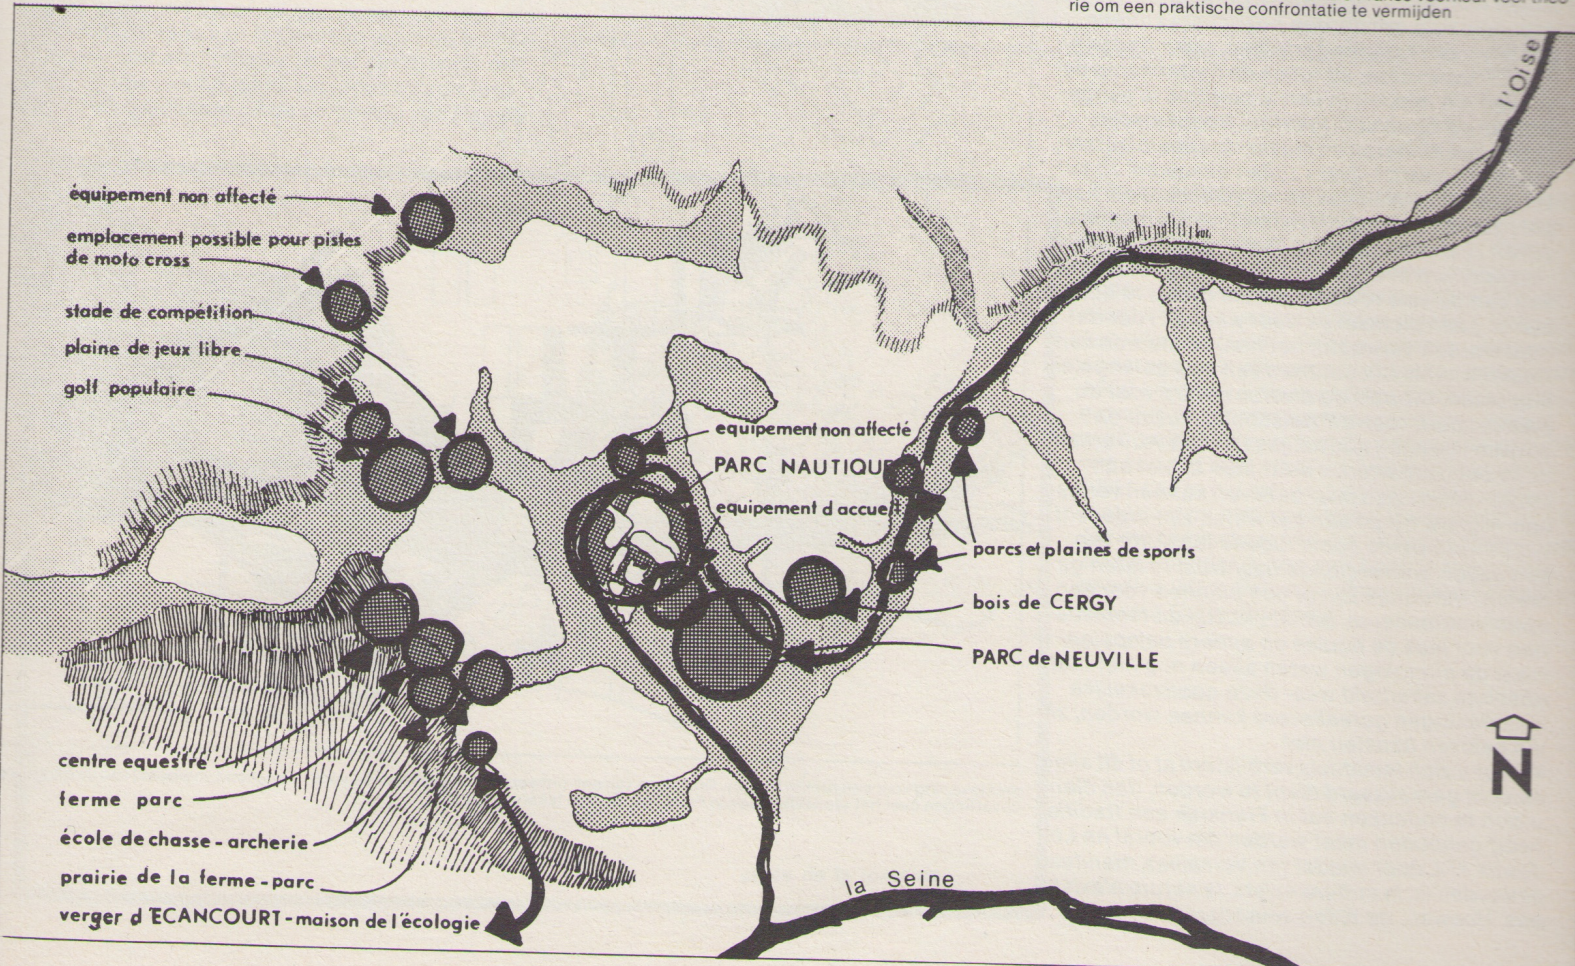 rie om een praktische confrontatie te vermijden
l'Oise
équipement non affecté
emplacement possible pour pistes
de moto cross
stade de compétition
plaine de jeux libre
golf populaire
equipement non affecté
PARC NAUTIQUE
equipement d accueil
parcs et plaines de sports
bois de CERGY
PARC de NEUVILLE
centre equestre
ferme parc
école de chasse - archerie
prairie de la ferme - parc
verger d'ECANCOURT - maison de l'écologie
la Seine
N